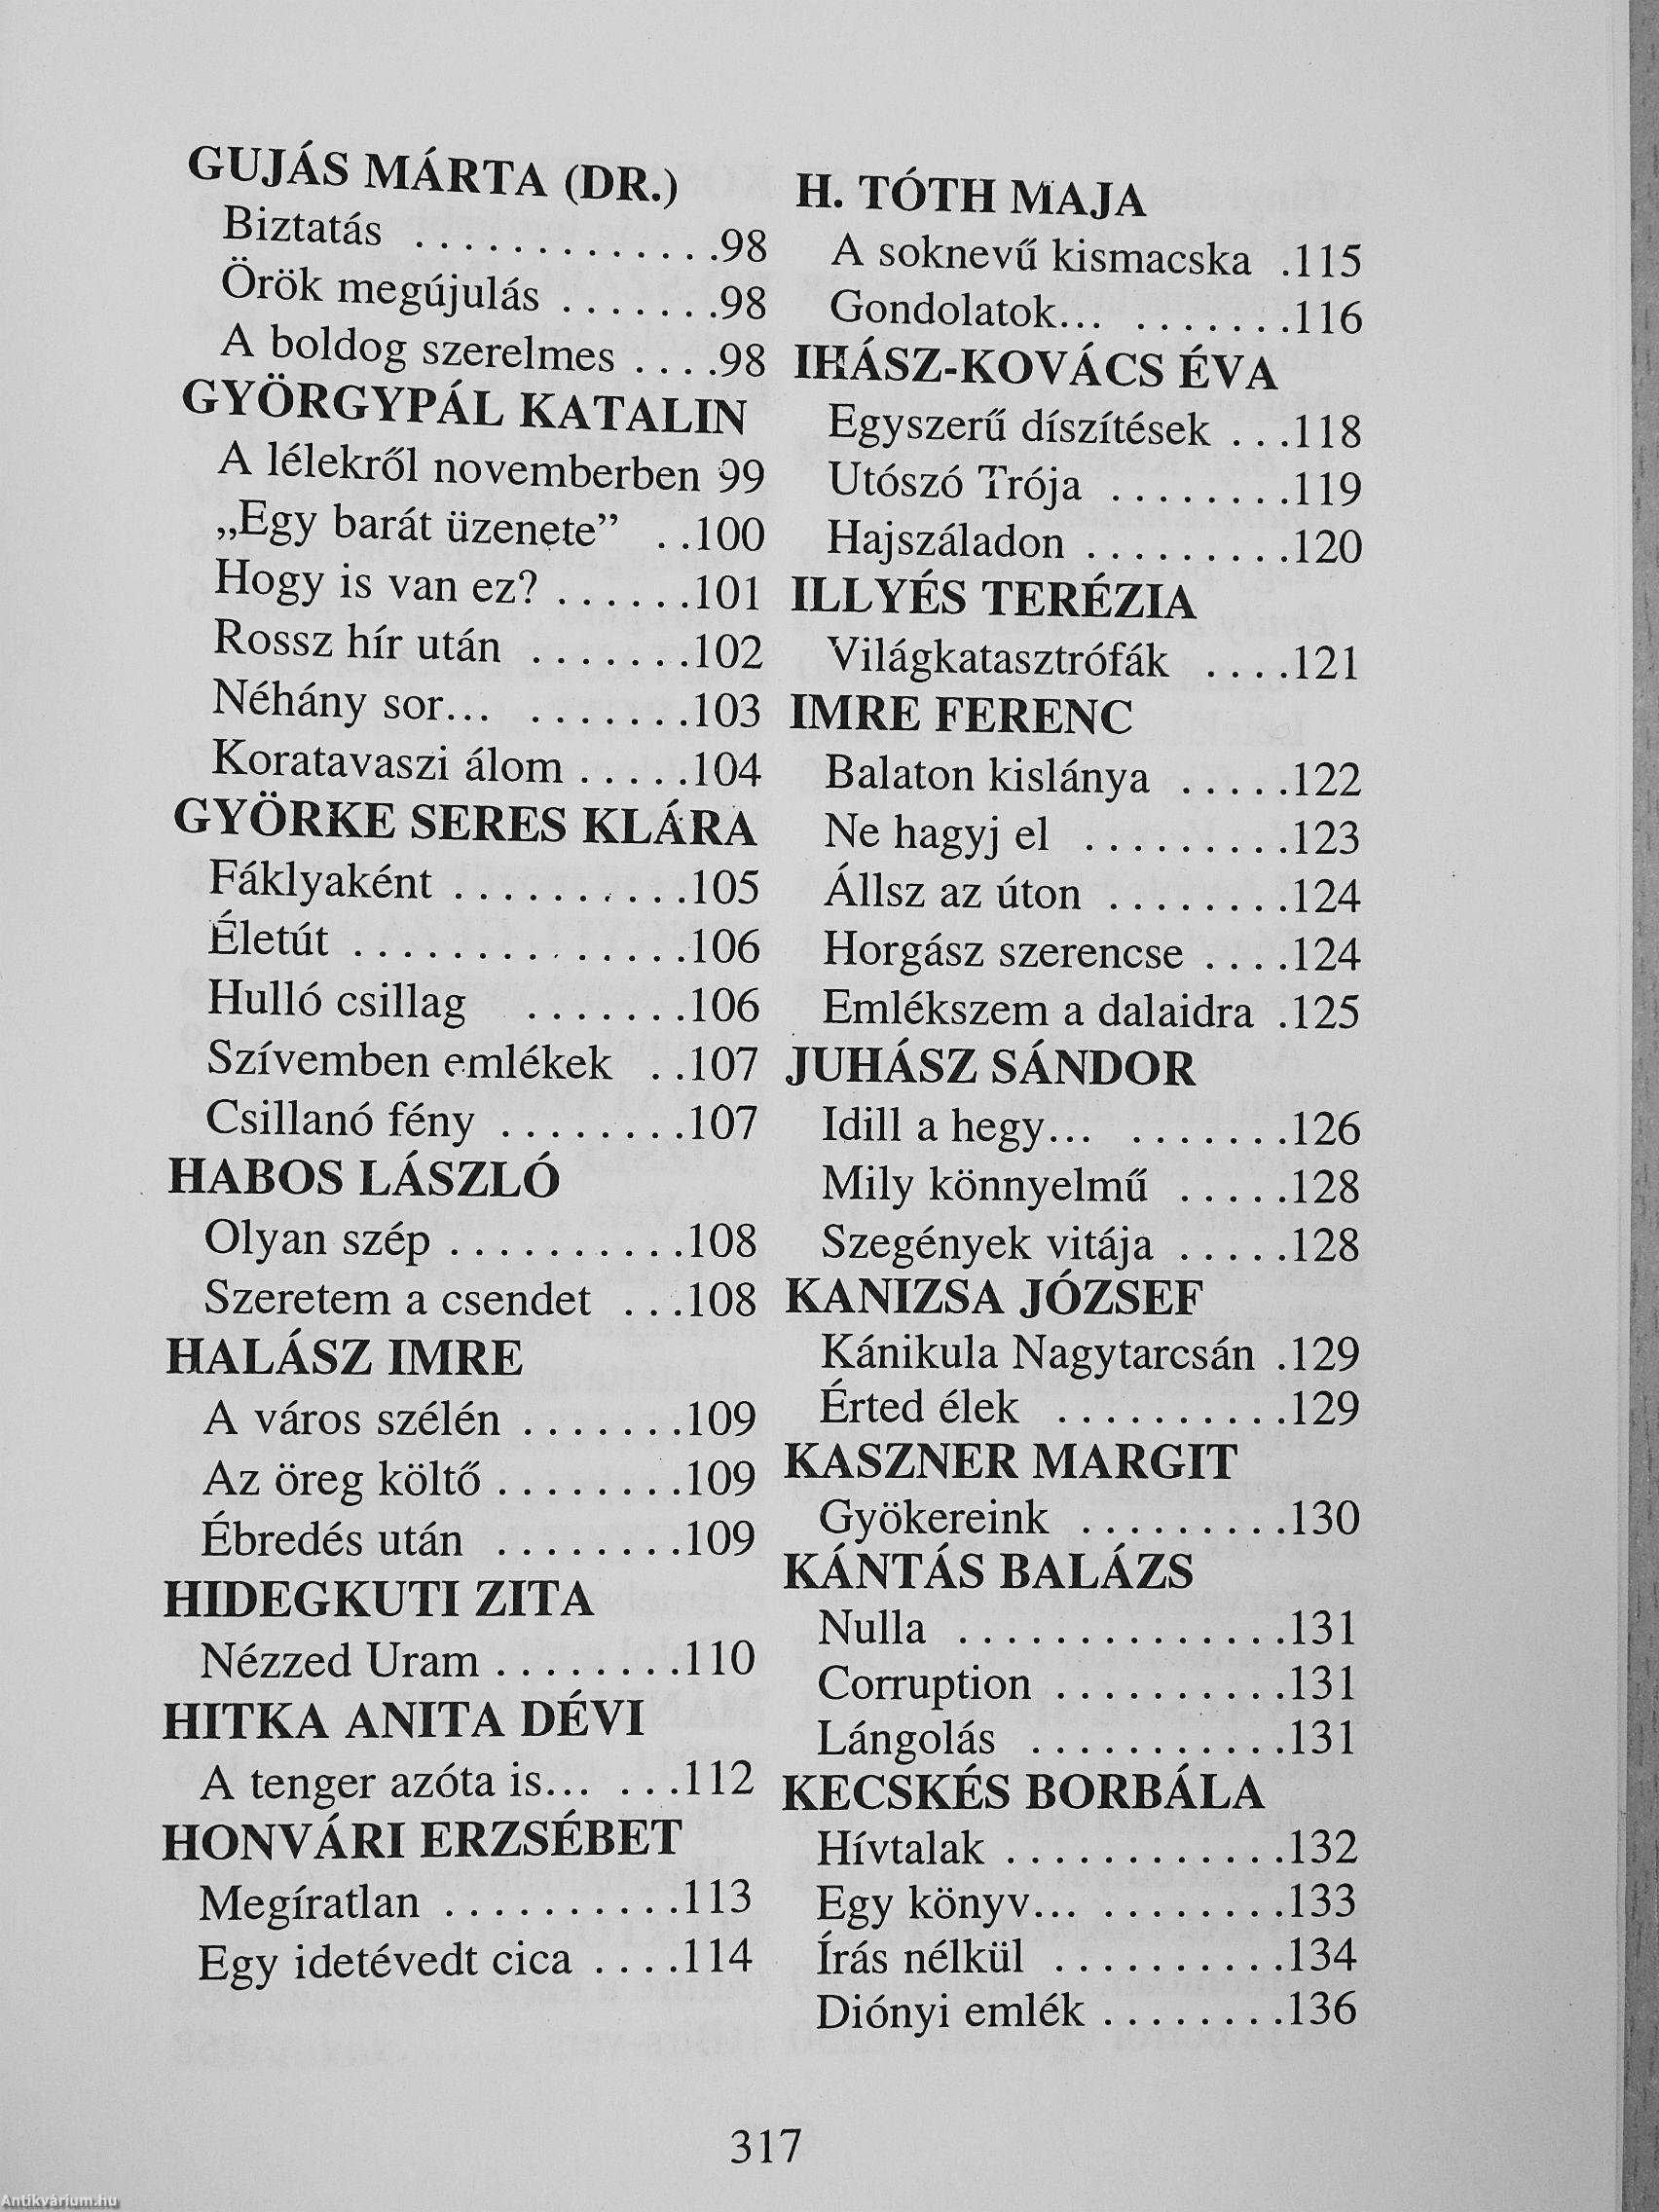 GUJÁS MÁRTA (DR.)
Biztatás . . . . . . . . . . . . .98
Örök megújulás . . . . . . .98
A boldog szerelmes . . . .98
GYÖRGYPÁL KATALIN
A lélekről novemberben 99
„Egy barát üzenete” . .100
Hogy is van ez? . . . . . .101
Rossz hír után . . . . . . .102
Néhány sor... . . . . . . .103
Koratavaszi álom . . . . .104
GYÖRKE SERES KLÁRA
Fáklyaként . . . . . . . . . .105
Életút . . . . . . . . . . . . . .106
Hulló csillag . . . . . . .106
Szívemben emlékek . .107
Csillanó fény . . . . . . . .107
HABOS LÁSZLÓ
Olyan szép . . . . . . . . . .108
Szeretem a csendet . . .108
HALÁSZ IMRE
A város szélén . . . . . . .109
Az öreg költő . . . . . . . .109
Ébredés után . . . . . . . .109
HIDEGKUTI ZITA
Nézzed Uram . . . . . . . .110
HITKA ANITA DÉVI
A tenger azóta is... . . .112
HONVÁRI ERZSÉBET
Megíratlan . . . . . . . . . .113
Egy idetévedt cica . . . .114
H. TÓTH MAJA
A soknevű kismacska .115
Gondolatok... . . . . . . .116
IHÁSZ-KOVÁCS ÉVA
Egyszerű díszítések . . .118
Utószó Trója . . . . . . . .119
Hajszáladon . . . . . . . . .120
ILLYÉS TERÉZIA
Világkatasztrófák . . . .121
IMRE FERENC
Balaton kislánya . . . . .122
Ne hagyj el . . . . . . . . .123
Állsz az úton . . . . . . . .124
Horgász szerencse . . . .124
Emlékszem a dalaidra .125
JUHÁSZ SÁNDOR
Idill a hegy... . . . . . . .126
Mily könnyelmű . . . . .128
Szegények vitája . . . . .128
KANIZSA JÓZSEF
Kánikula Nagytarcsán .129
Érted élek . . . . . . . . . .129
KASZNER MARGIT
Gyökereink . . . . . . . . .130
KÁNTÁS BALÁZS
Nulla . . . . . . . . . . . . . .131
Corruption . . . . . . . . . .131
Lángolás . . . . . . . . . . .131
KECSKÉS BORBÁLA
Hívtalak . . . . . . . . . . . .132
Egy könyv... . . . . . . . .133
Írás nélkül . . . . . . . . . .134
Diónyi emlék . . . . . . . .136
317
Antikvárium.hu